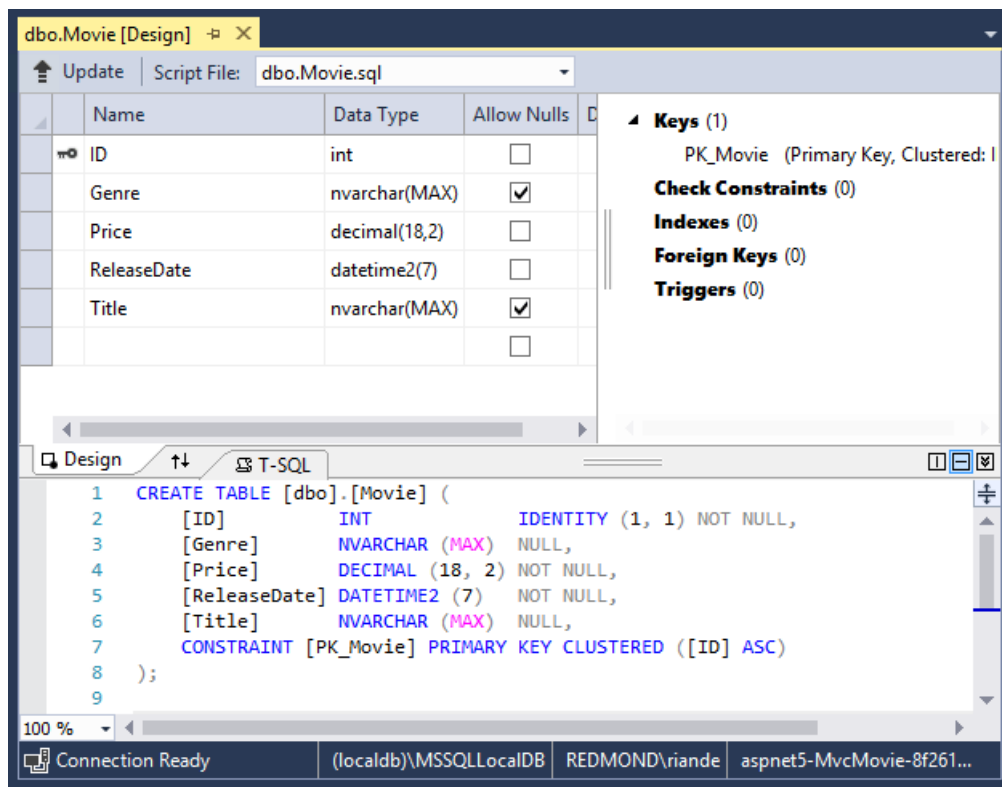 dbo.Movie [Design]
Update Script File: dbo.Movie.sql
Name Data Type Allow Nulls D
ID int
Genre nvarchar(MAX)
Price decimal(18,2)
ReleaseDate datetime2(7)
Title nvarchar(MAX)
Keys (1)
PK_Movie (Primary Key, Clustered: I
Check Constraints (0)
Indexes (0)
Foreign Keys (0)
Triggers (0)
Design T-SQL
1 CREATE TABLE [dbo].[Movie] (
2 [ID] INT IDENTITY (1, 1) NOT NULL,
3 [Genre] NVARCHAR (MAX) NULL,
4 [Price] DECIMAL (18, 2) NOT NULL,
5 [ReleaseDate] DATETIME2 (7) NOT NULL,
6 [Title] NVARCHAR (MAX) NULL,
7 CONSTRAINT [PK_Movie] PRIMARY KEY CLUSTERED ([ID] ASC)
8 );
9
100 %
Connection Ready (localdb)\MSSQLLocalDB REDMOND\riande aspnet5-MvcMovie-8f261...